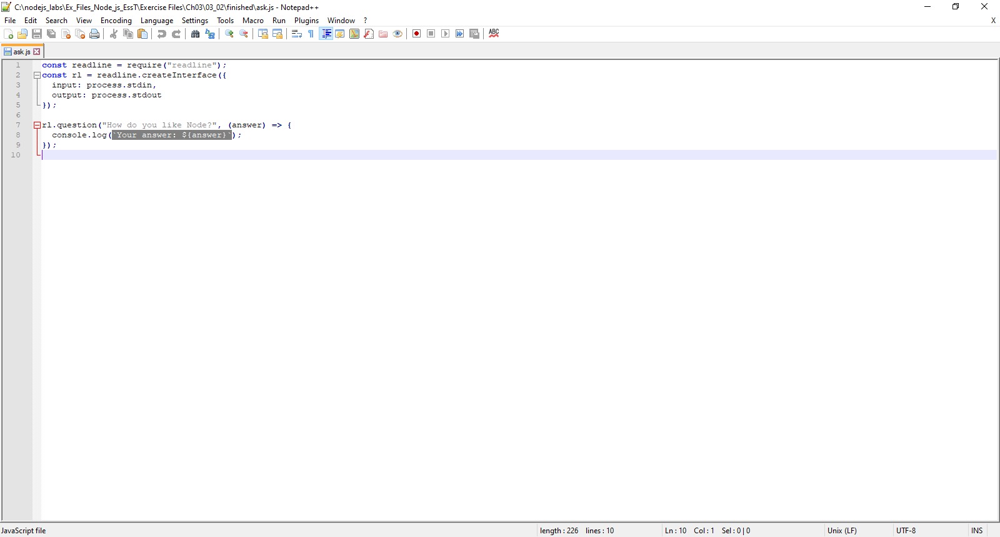 C:\nodejs_labs\Ex_Files_Node_js_EssT\Exercise Files\Ch03\03_02\finished\ask.js - Notepad++
File Edit Search View Encoding Language Settings Tools Macro Run Plugins Window ? X
ABC
ask.js
1 const readline = require("readline");
2 const rl = readline.createInterface({
3   input: process.stdin,
4   output: process.stdout
5 });
6
7 rl.question("How do you like Node?", (answer) => {
8   console.log(`Your answer: ${answer}`);
9 });
10
JavaScript file length : 226 lines : 10 Ln : 10 Col : 1 Sel : 0 | 0 Unix (LF) UTF-8 INS